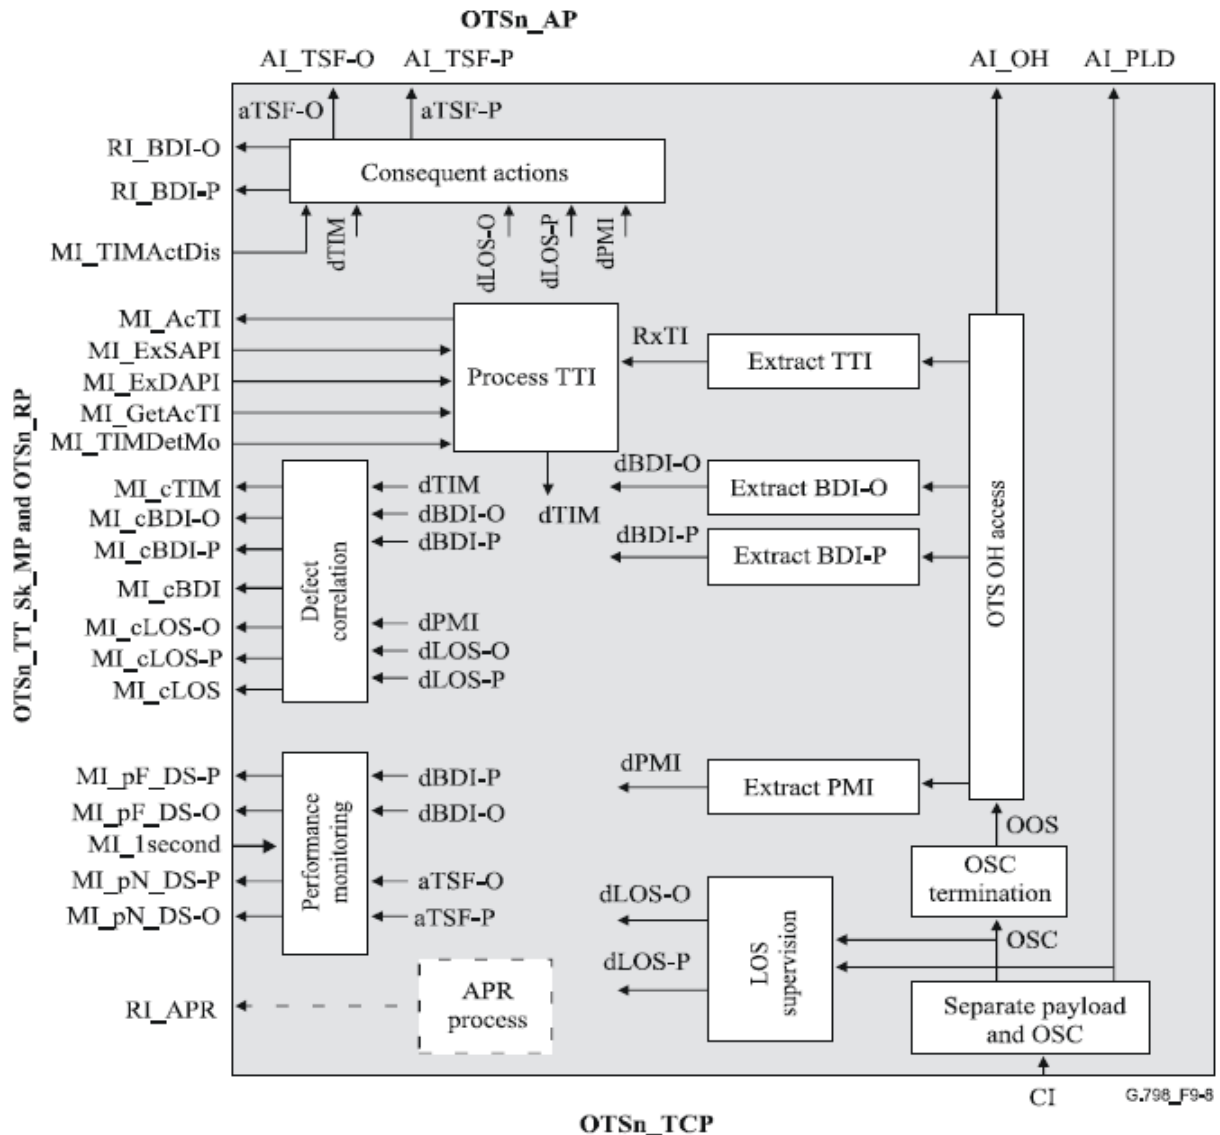 OTSn_AP
AI_TSF-O
AI_TSF-P
AI_OH
AI_PLD
aTSF-O
aTSF-P
RI_BDI-O
RI_BDI-P
Consequent actions
MI_TIMActDis
dTIM
dLOS-O
dLOS-P
dPMI
MI_AcTI
MI_ExSAPI
MI_ExDAPI
MI_GetAcTI
MI_TIMDetMo
Process TTI
RxTI
Extract TTI
dBDI-O
Extract BDI-O
dTIM
dBDI-P
Extract BDI-P
OTS OH access
OTSn_TT_Sk_MP and OTSn_RP
MI_cTIM
MI_cBDI-O
MI_cBDI-P
MI_cBDI
MI_cLOS-O
MI_cLOS-P
MI_cLOS
Defect
correlation
dTIM
dBDI-O
dBDI-P
dPMI
dLOS-O
dLOS-P
MI_pF_DS-P
MI_pF_DS-O
MI_1second
MI_pN_DS-P
MI_pN_DS-O
Performance
monitoring
dBDI-P
dBDI-O
aTSF-O
aTSF-P
dPMI
Extract PMI
OOS
OSC
termination
dLOS-O
dLOS-P
LOS
supervision
OSC
RI_APR
APR
process
Separate payload
and OSC
CI
G.798_F9-8
OTSn_TCP